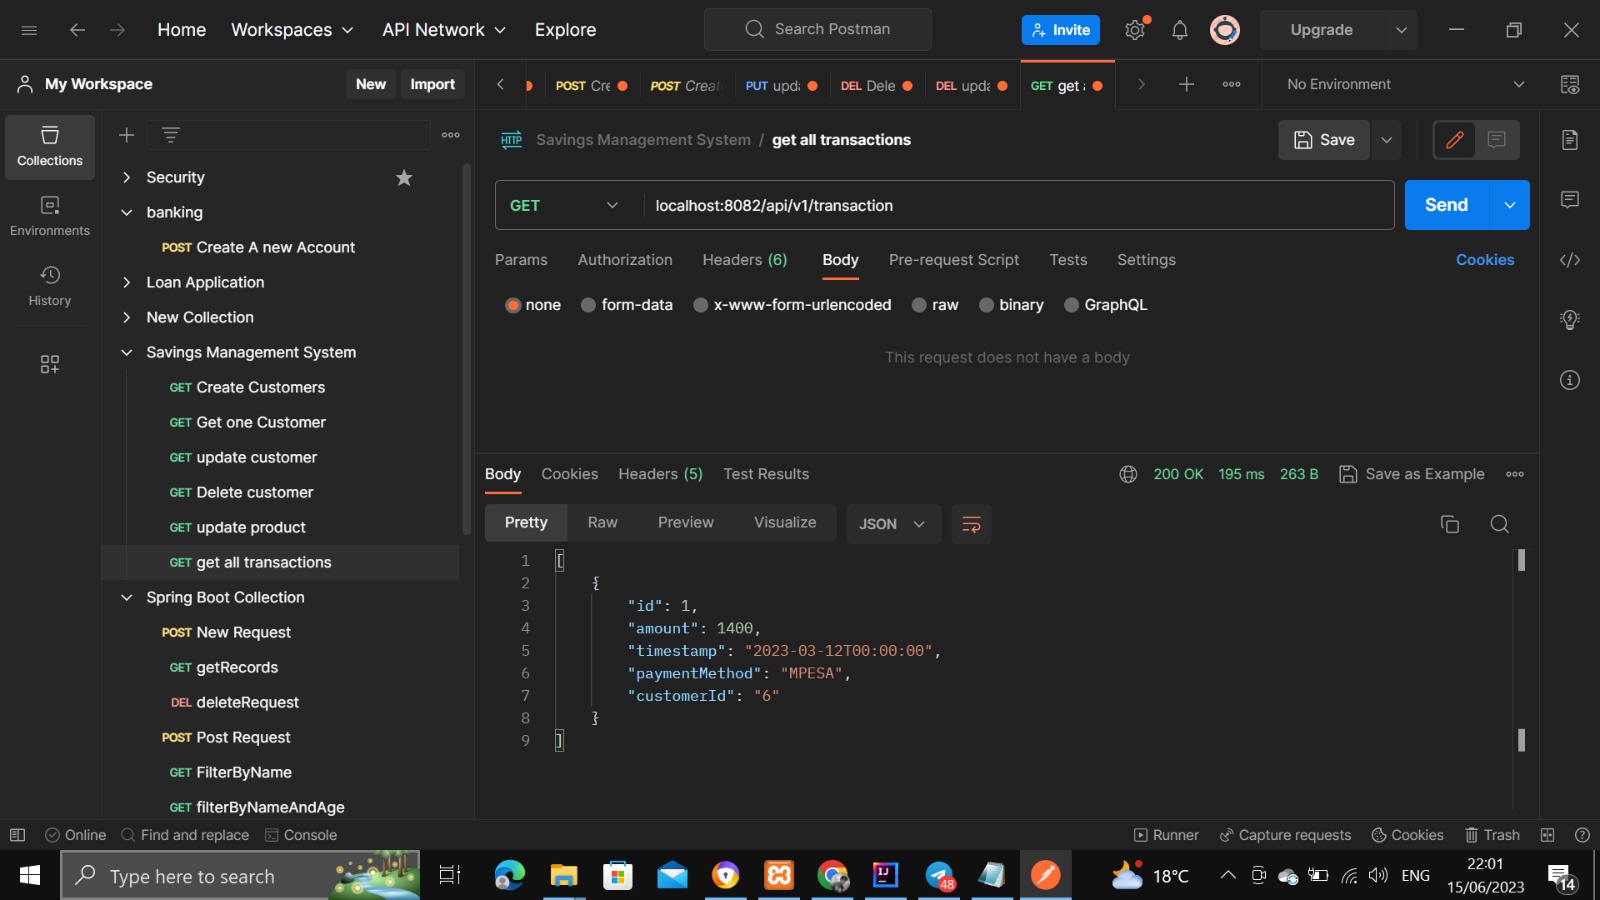 Home Workspaces API Network Explore Search Postman Invite Upgrade
My Workspace New Import POST Cre POST Creat PUT upda DEL Dele DEL upda GET get No Environment
Collections
Environments
History
Security
banking
POST Create A new Account
Loan Application
New Collection
Savings Management System
GET Create Customers
GET Get one Customer
GET update customer
GET Delete customer
GET update product
GET get all transactions
Spring Boot Collection
POST New Request
GET getRecords
DEL deleteRequest
POST Post Request
GET FilterByName
GET filterByNameAndAge
HTTP Savings Management System / get all transactions Save
GET localhost:8082/api/v1/transaction Send
Params Authorization Headers (6) Body Pre-request Script Tests Settings Cookies
none form-data x-www-form-urlencoded raw binary GraphQL
This request does not have a body
Body Cookies Headers (5) Test Results 200 OK 195 ms 263 B Save as Example
Pretty Raw Preview Visualize JSON
1 [
2 {
3 "id": 1,
4 "amount": 1400,
5 "timestamp": "2023-03-12T00:00:00",
6 "paymentMethod": "MPESA",
7 "customerId": "6"
8 }
9 ]
Online Find and replace Console Runner Capture requests Cookies Trash
Type here to search 48 18°C ENG 22:01
15/06/2023 14